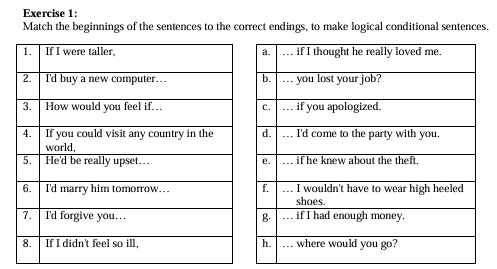 Exercise 1:
Match the beginnings of the sentences to the correct endings, to make logical conditional sentences.
1. If I were taller,
2. I'd buy a new computer…
3. How would you feel if…
4. If you could visit any country in the
world,
5. He'd be really upset…
6. I'd marry him tomorrow…
7. I'd forgive you…
8. If I didn't feel so ill,
a. … if I thought he really loved me.
b. … you lost your job?
c. … if you apologized.
d. … I'd come to the party with you.
e. … if he knew about the theft.
f. … I wouldn't have to wear high heeled
shoes.
g. … if I had enough money.
h. … where would you go?